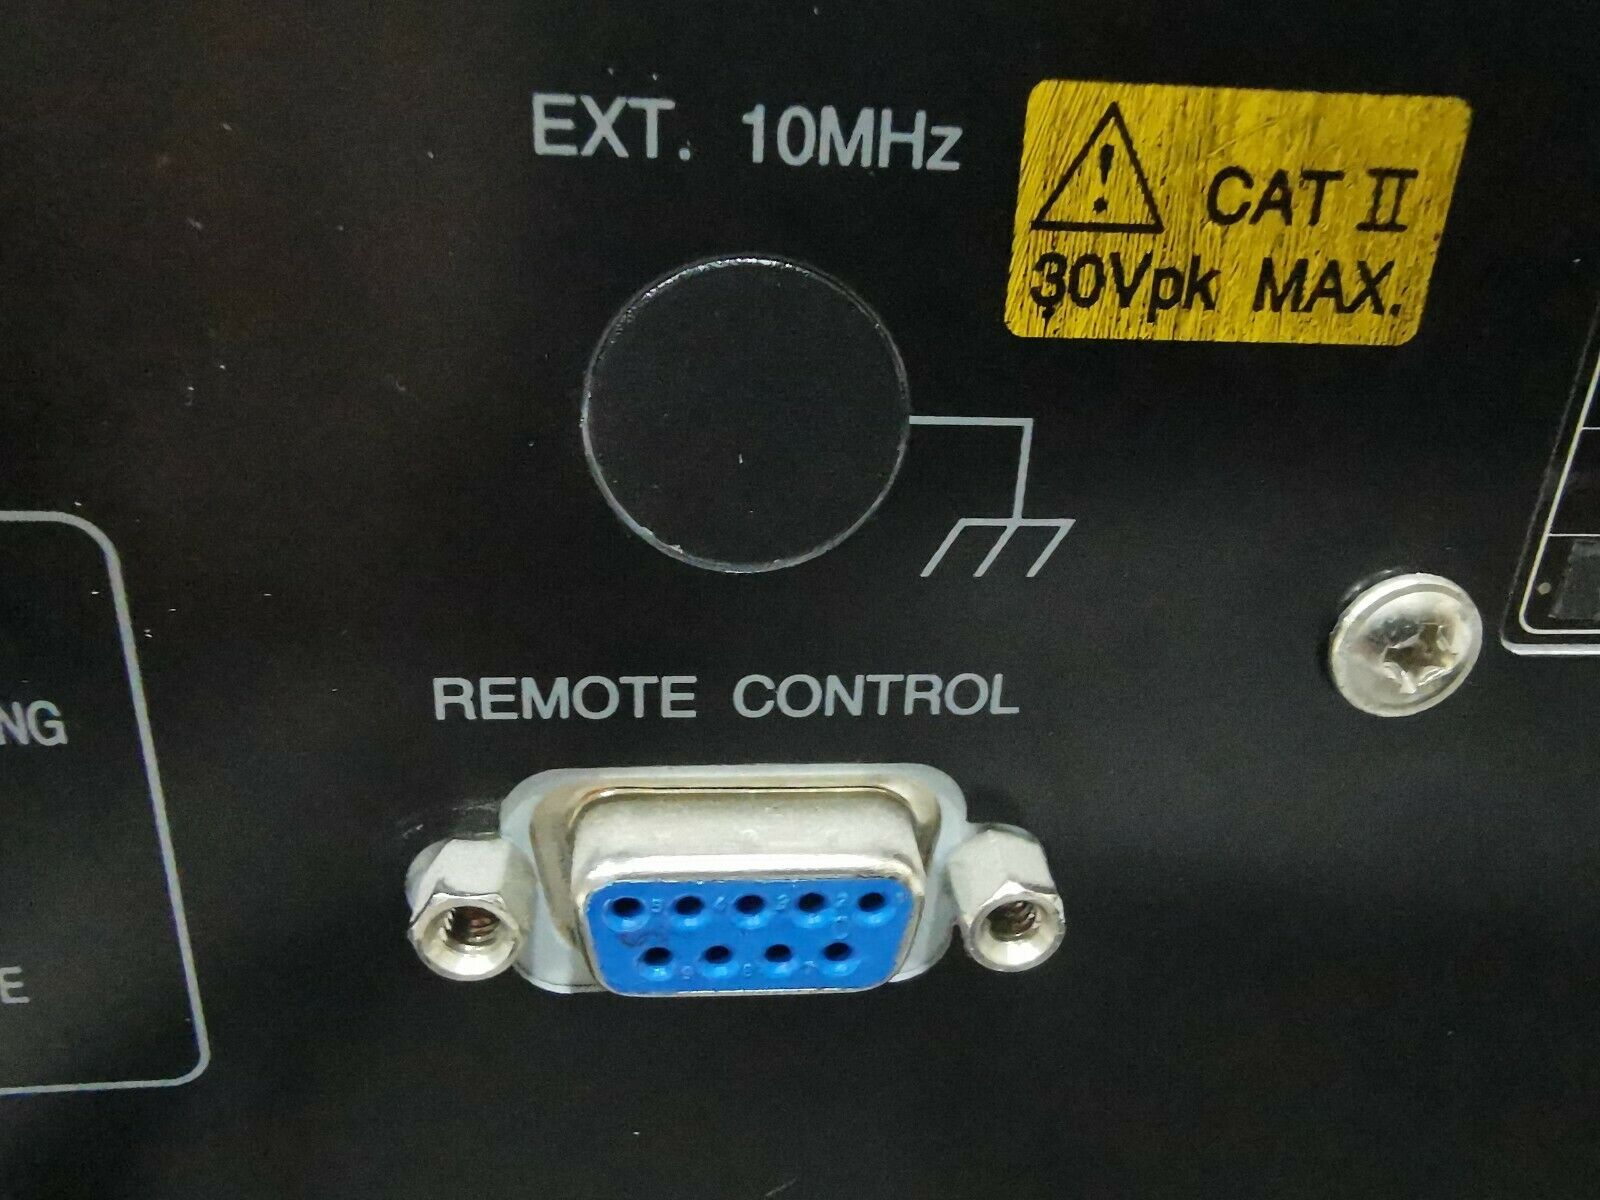 EXT. 10MHz
CAT II
30Vpk MAX.
REMOTE CONTROL
NG
E